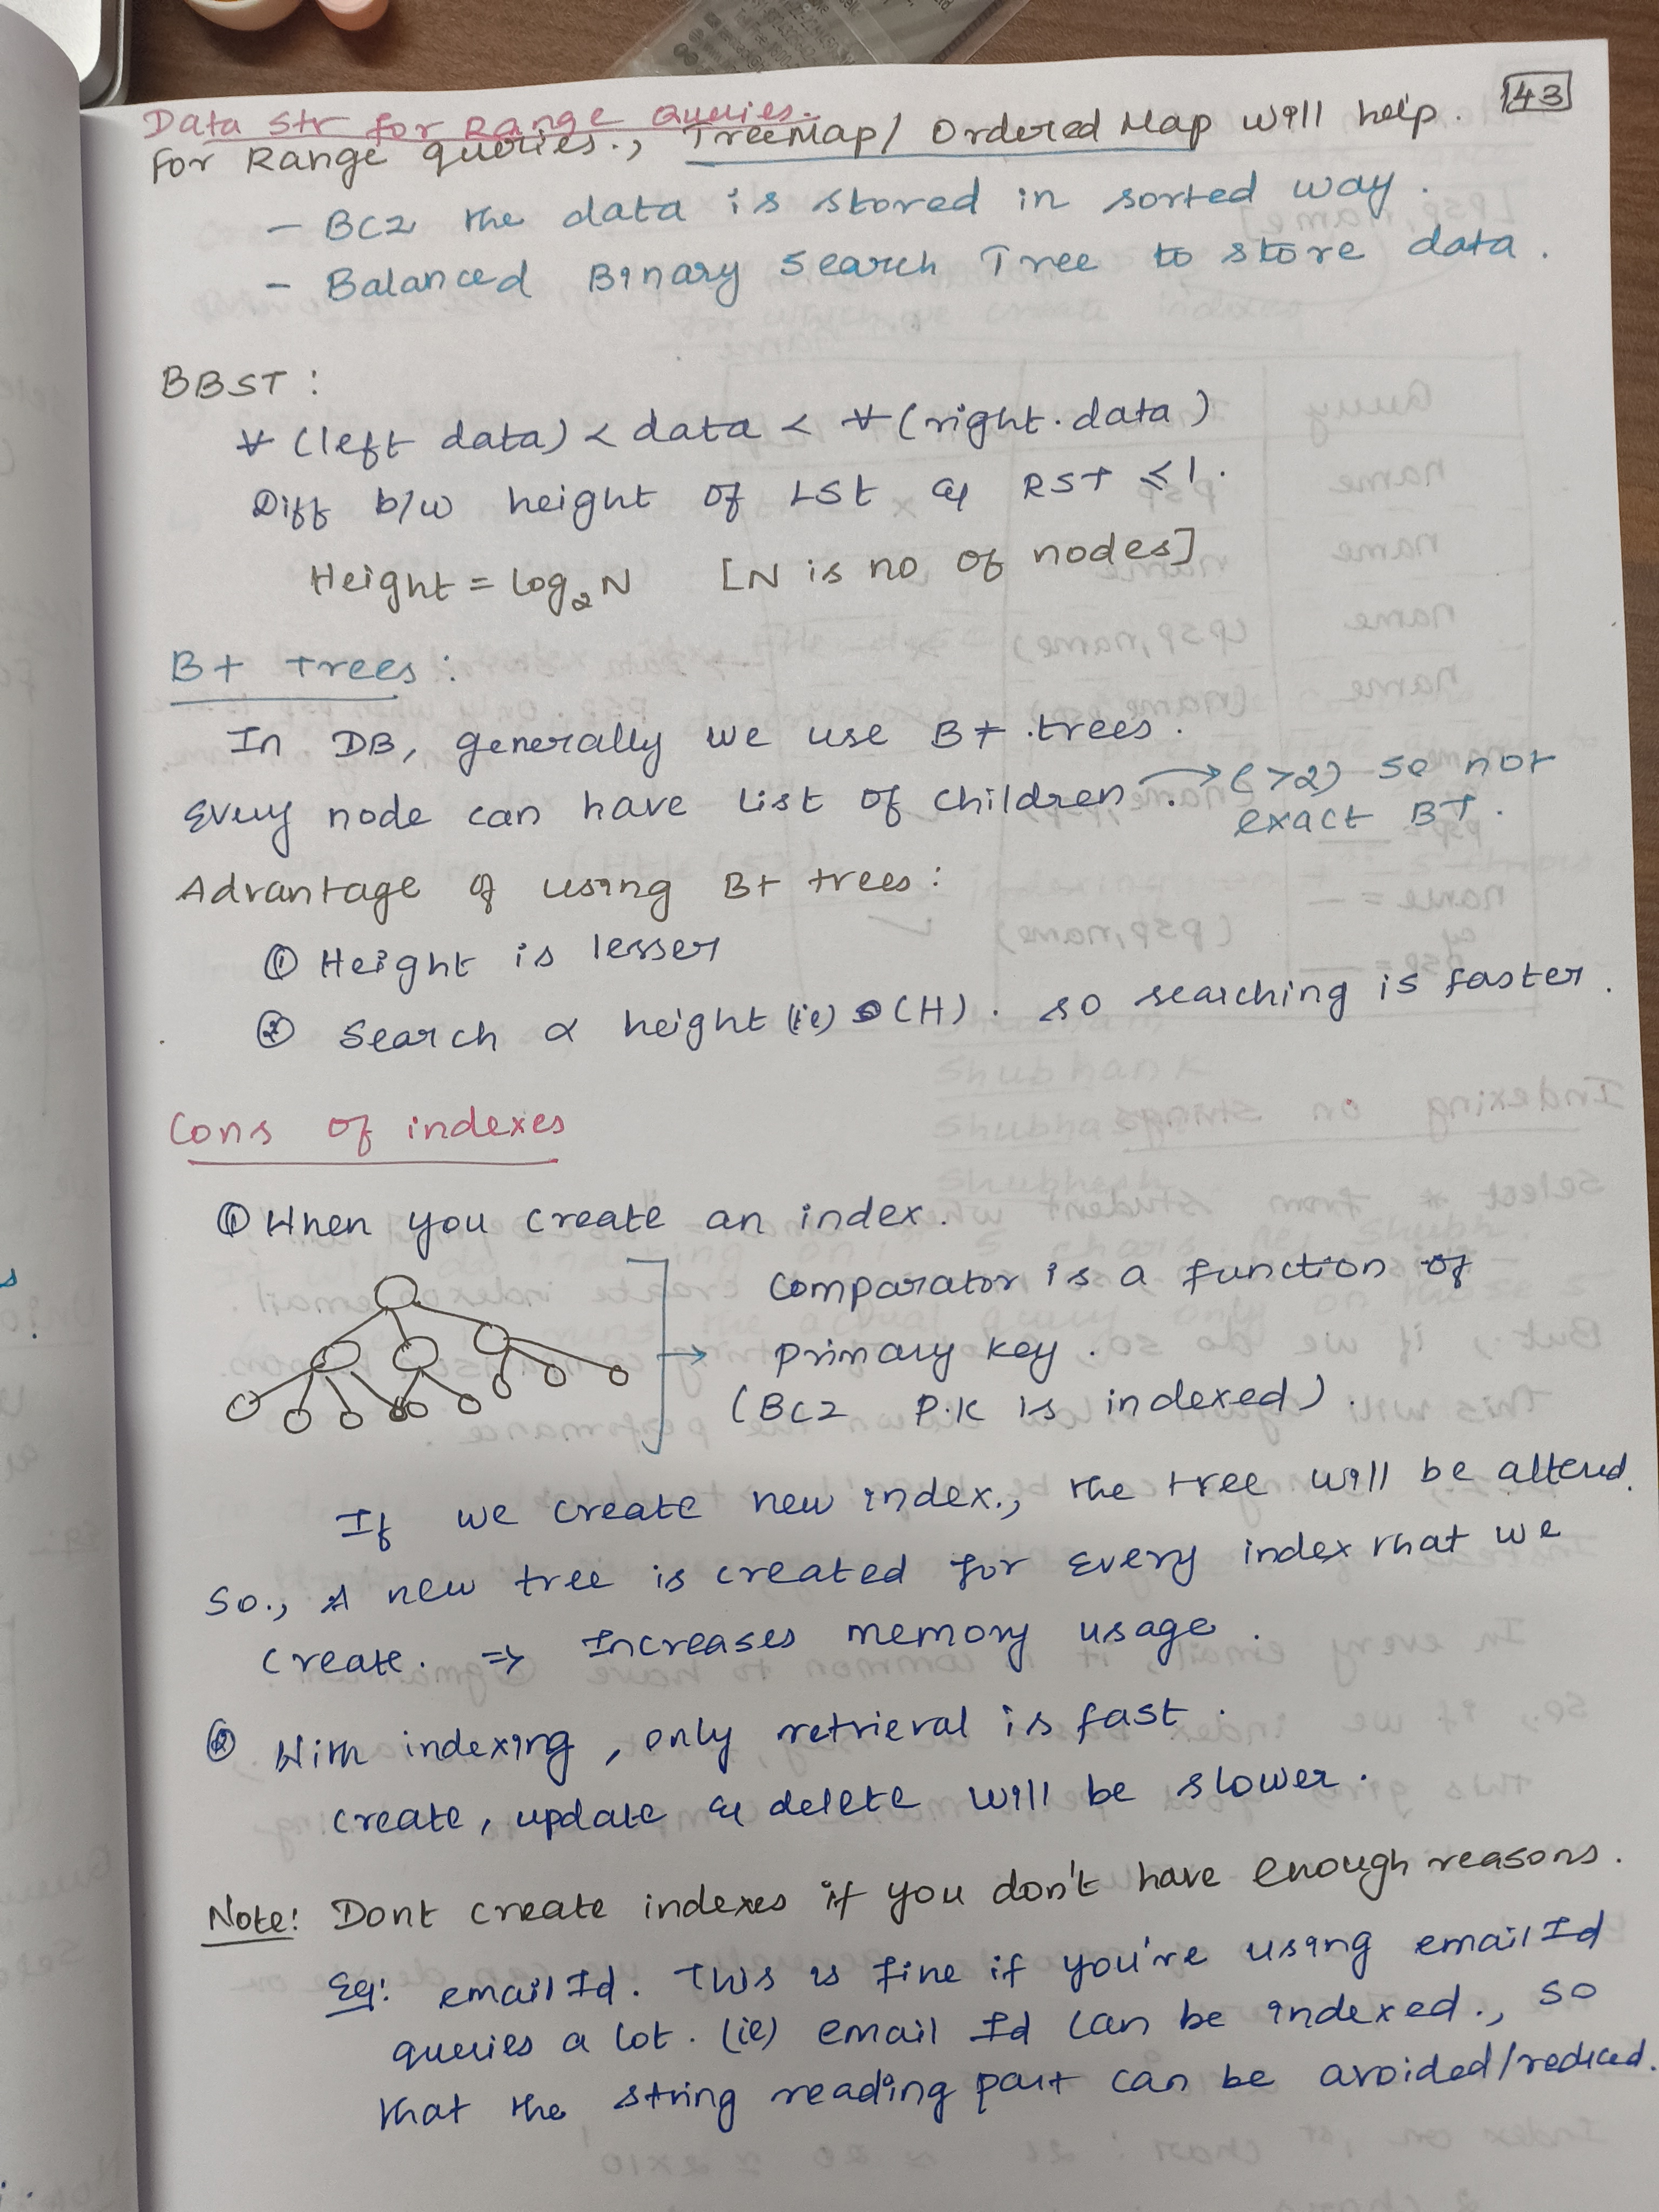 143
Data Str for Range Queries.
For Range queries., TreeMap/ Ordered Map will help.
- BCZ the data is stored in sorted way.
- Balanced Binary Search Tree to store data.
BBST :
∀ (left data) < data < ∀ (right.data)
Diff b/w height of LST & RST ≤ 1.
Height = log₂N [N is no of nodes]
B+ Trees :
In DB, generally we use B+ trees.
Every node can have list of children. → (>2) so not
exact BT.
Advantage of using B+ trees :
① Height is lesser
② Search α height (ie) O(H). so searching is faster.
Cons of indexes
① When you create an index.
Comparator is a function of
primary key.
(BCZ P.K is indexed).
If we create new index., the tree will be altered.
So., A new tree is created for every index that we
create. ⇒ Increases memory usage.
② With indexing, only retrieval is fast.
create, update & delete will be slower.
Note: Dont create indexes if you don't have enough reasons.
Eg: emailId. This is fine if you're using emailId
queries a lot. (ie) email Id can be indexed., so
that the string reading part can be avoided/reduced.